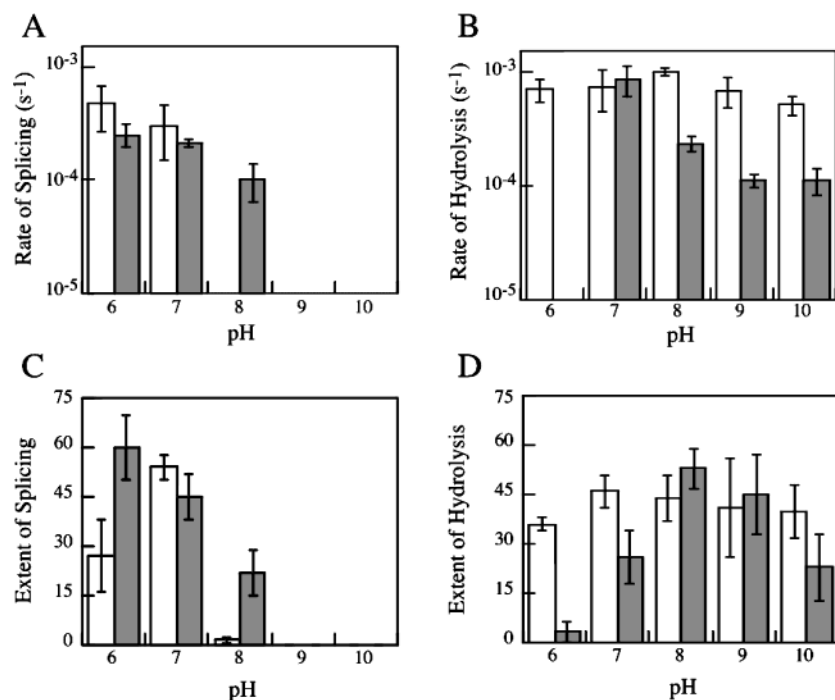 A
Rate of Splicing (s⁻¹)
10⁻³
10⁻⁴
10⁻⁵
6 7 8 9 10
pH
B
Rate of Hydrolysis (s⁻¹)
10⁻³
10⁻⁴
10⁻⁵
6 7 8 9 10
pH
C
Extent of Splicing
75
60
45
30
15
0
6 7 8 9 10
pH
D
Extent of Hydrolysis
75
60
45
30
15
0
6 7 8 9 10
pH